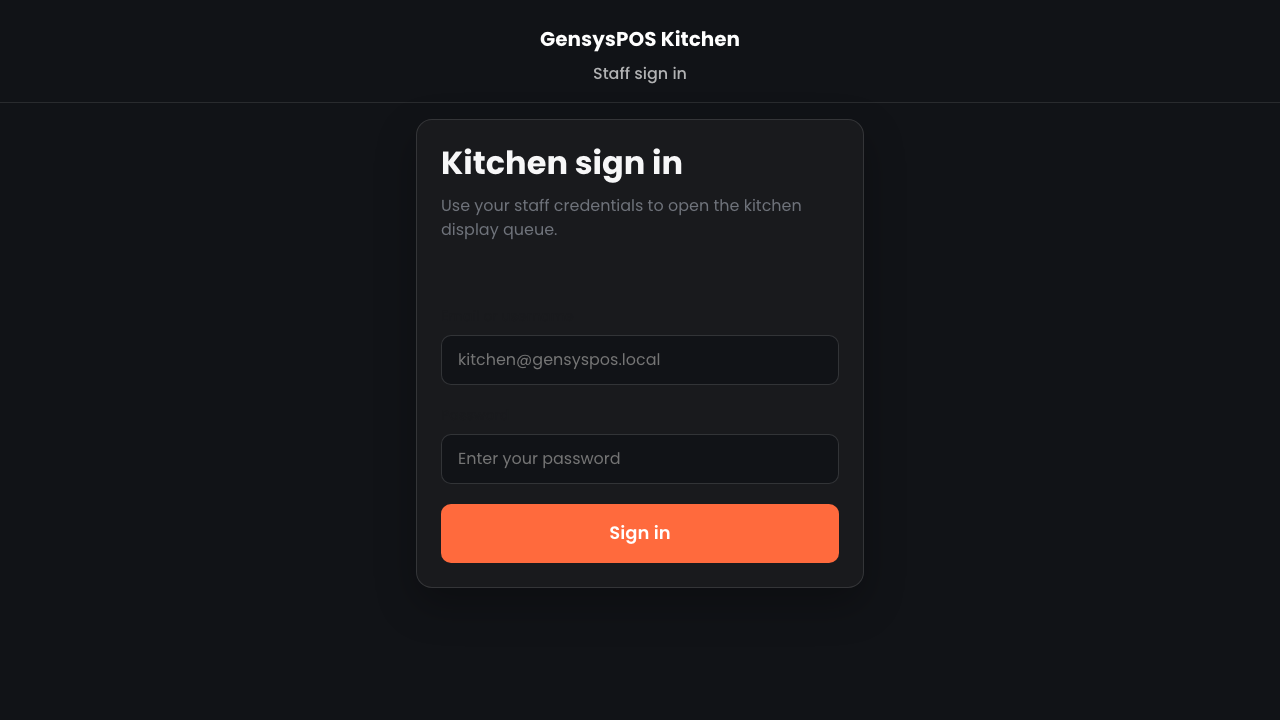 GensysPOS Kitchen
Staff sign in
Kitchen sign in
Use your staff credentials to open the kitchen
display queue.
kitchen@gensyspos.local
Enter your password
Sign in